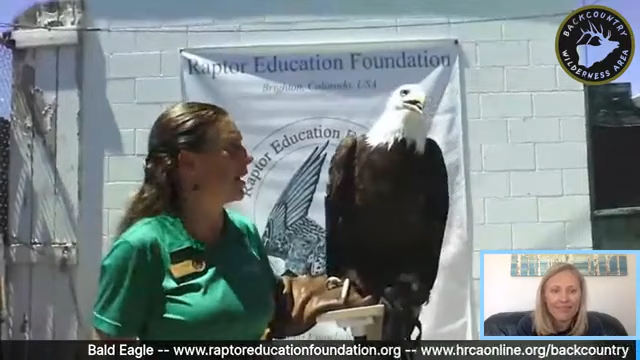 Raptor Education Foundation
Brighton, Colorado, USA
Raptor Education
BACKCOUNTRY
WILDERNESS AREA
Bald Eagle -- www.raptoreducationfoundation.org -- www.hrcaonline.org/backcountry